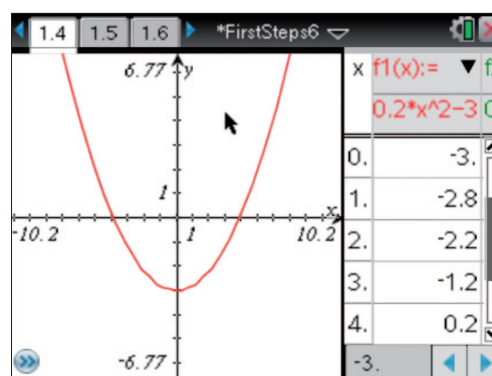 1.4 1.5 1.6 *FirstSteps6
6.77 y
1
x
-10.2 1 10.2
-6.77
x f1(x):=
0.2*x^2-3
0. -3.
1. -2.8
2. -2.2
3. -1.2
4. 0.2
-3.